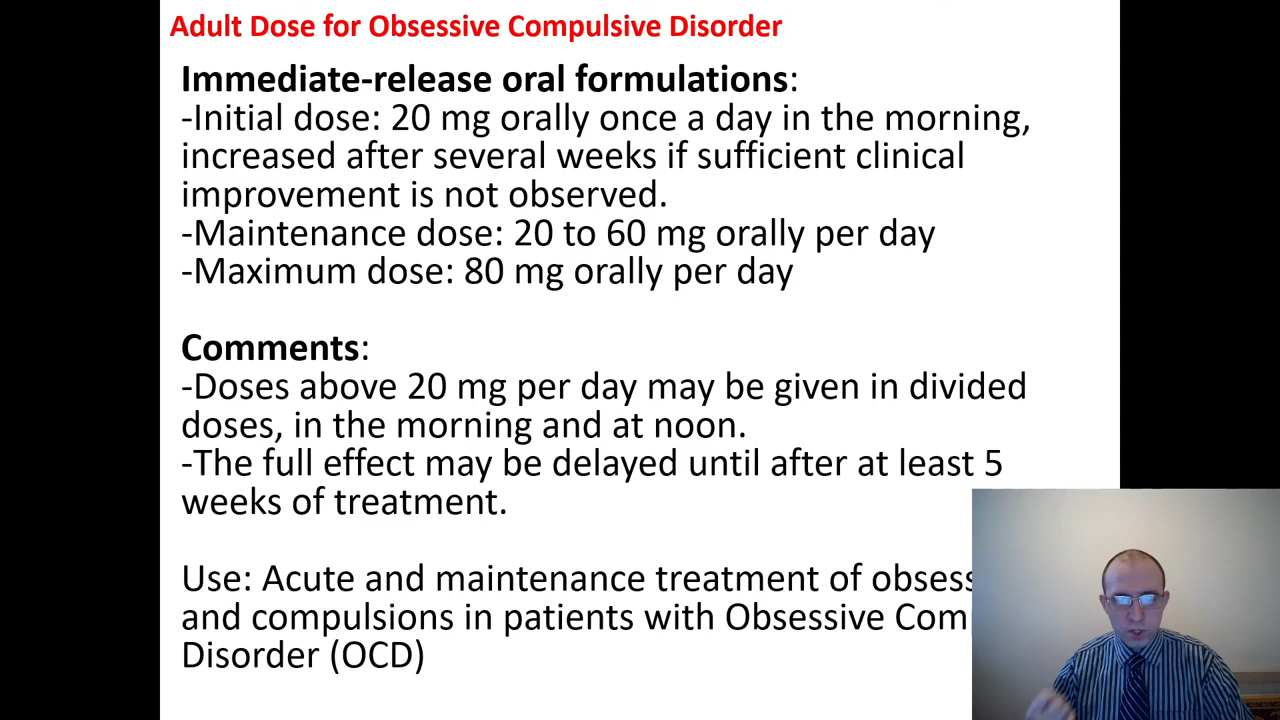 Adult Dose for Obsessive Compulsive Disorder
Immediate-release oral formulations:
-Initial dose: 20 mg orally once a day in the morning,
increased after several weeks if sufficient clinical
improvement is not observed.
-Maintenance dose: 20 to 60 mg orally per day
-Maximum dose: 80 mg orally per day
Comments:
-Doses above 20 mg per day may be given in divided
doses, in the morning and at noon.
-The full effect may be delayed until after at least 5
weeks of treatment.
Use: Acute and maintenance treatment of
and compulsions in patients with Obsessive
Disorder (OCD)